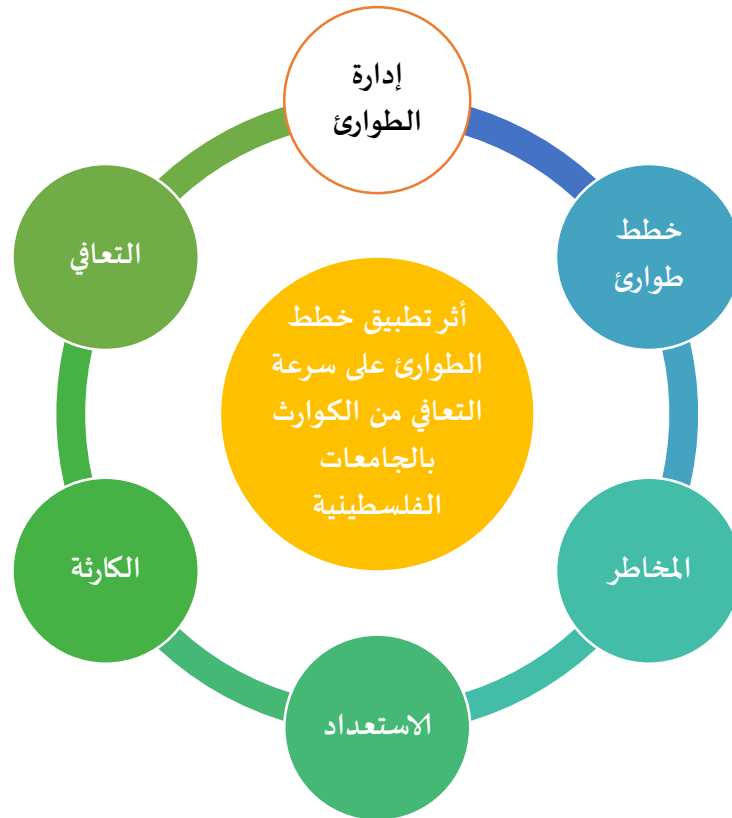 إدارة
الطوارئ
خطط
طوارئ
المخاطر
الاستعداد
الكارثة
التعافي
أثر تطبيق خطط
الطوارئ على سرعة
التعافي من الكوارث
بالجامعات
الفلسطينية